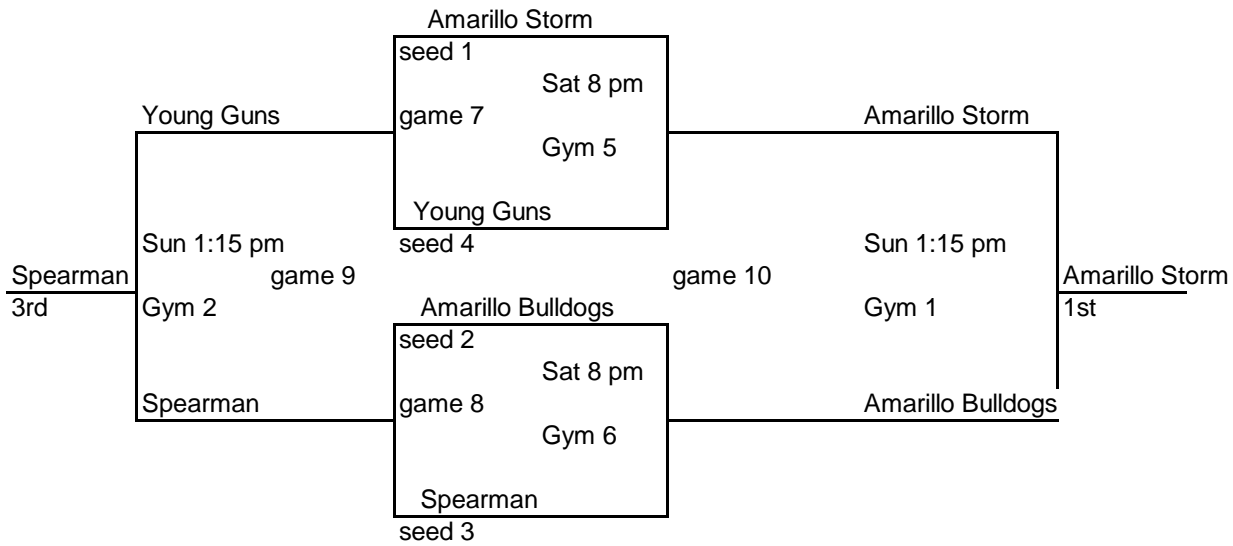 Amarillo Storm
seed 1
Sat 8 pm
Young Guns
game 7
Amarillo Storm
Gym 5
Young Guns
Sun 1:15 pm
seed 4
Sun 1:15 pm
Spearman
game 9
game 10
Amarillo Storm
3rd
Gym 2
Amarillo Bulldogs
Gym 1
1st
seed 2
Sat 8 pm
Spearman
game 8
Amarillo Bulldogs
Gym 6
Spearman
seed 3